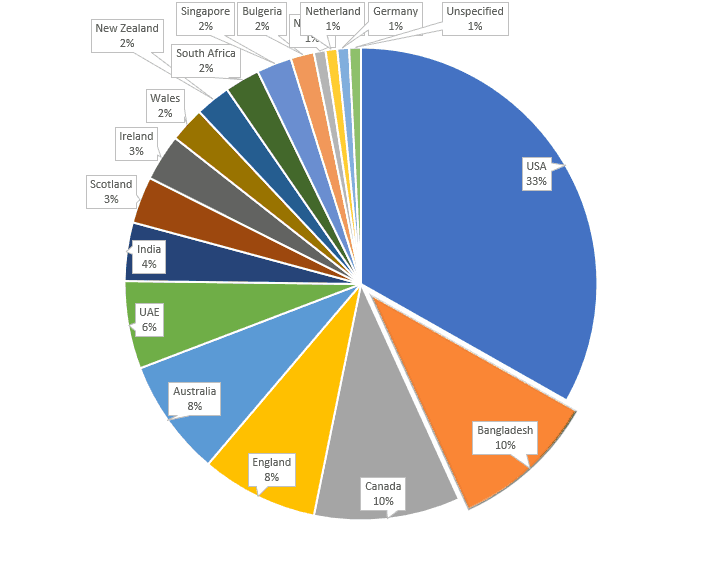 Singapore
2%
Bulgeria
2%
1%
Netherland
1%
Germany
1%
Unspecified
1%
New Zealand
2%
South Africa
2%
Wales
2%
Ireland
3%
Scotland
3%
India
4%
UAE
6%
Australia
8%
England
8%
Canada
10%
Bangladesh
10%
USA
33%